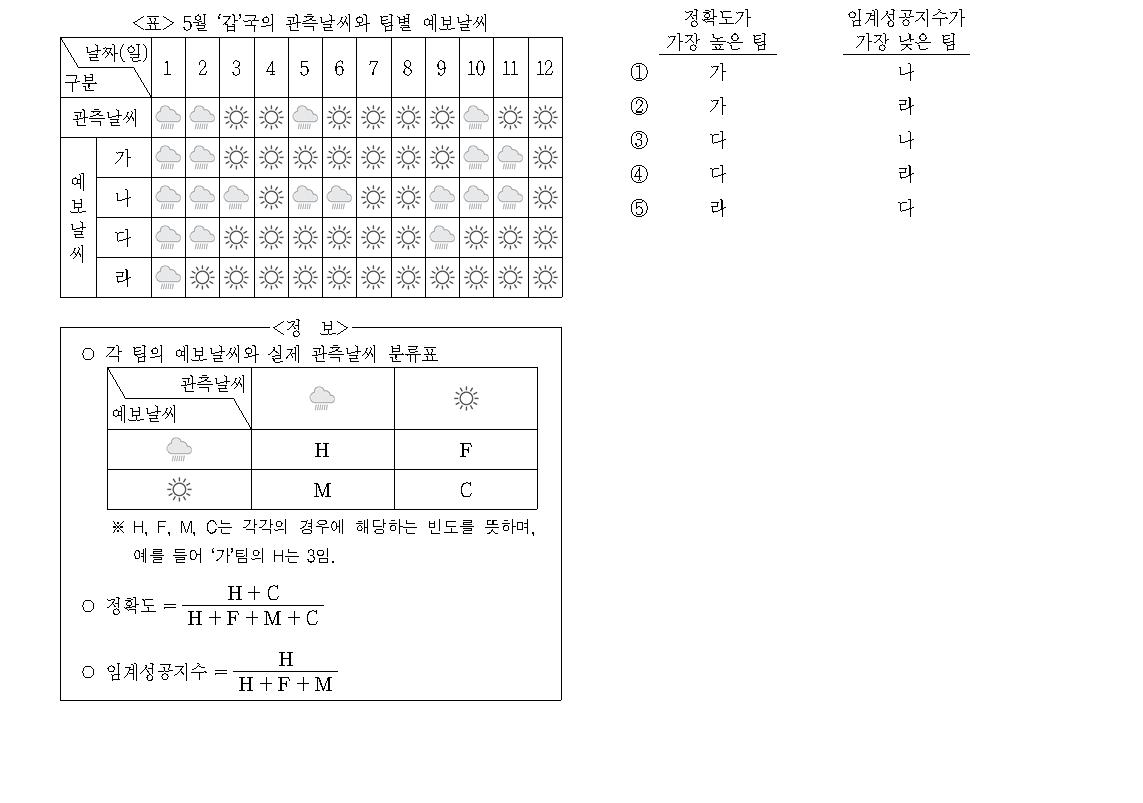 <표> 5월 ‘갑’국의 관측날씨와 팀별 예보날씨
날짜(일)
구분
1 2 3 4 5 6 7 8 9 10 11 12
관측날씨
예보날씨
가
나
다
라
<정 보>
○ 각 팀의 예보날씨와 실제 관측날씨 분류표
관측날씨
예보날씨
H F
M C
※ H, F, M, C는 각각의 경우에 해당하는 빈도를 뜻하며,
예를 들어 ‘가’팀의 H는 3임.
○ 정확도 = H + C / H + F + M + C
○ 임계성공지수 = H / H + F + M
정확도가 임계성공지수가
가장 높은 팀 가장 낮은 팀
① 가 나
② 가 라
③ 다 나
④ 다 라
⑤ 라 다